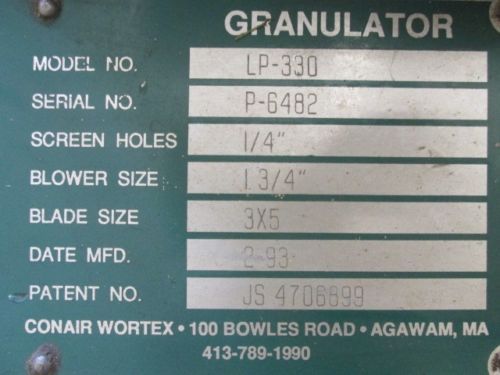 GRANULATOR
MODEL NO. LP-330
SERIAL NO. P-6482
SCREEN HOLES 1/4"
BLOWER SIZE 1 3/4"
BLADE SIZE 3X5
DATE MFD. 2-93
PATENT NO. JS 4706899
CONAIR WORTEX • 100 BOWLES ROAD • AGAWAM, MA
413-789-1990